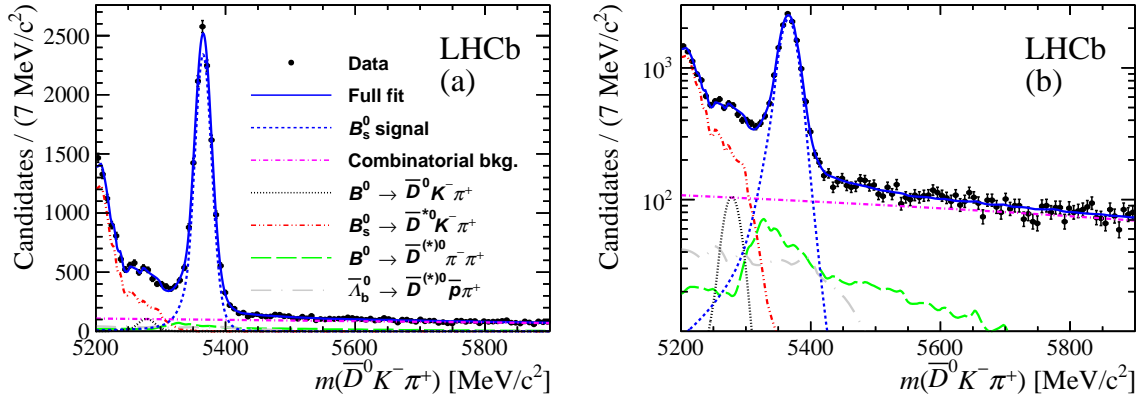 Candidates / (7 MeV/c²)
2500
2000
1500
1000
500
0
LHCb
(a)
Data
Full fit
B⁰ₛ signal
Combinatorial bkg.
B⁰ → D̅⁰K⁻π⁺
B⁰ₛ → D̅*⁰K⁻π⁺
B⁰ → D̅⁽*⁾⁰π⁻π⁺
Λ̅⁰_b → D̅⁽*⁾⁰p̅π⁺
5200 5400 5600 5800
m(D̅⁰K⁻π⁺) [MeV/c²]
Candidates / (7 MeV/c²)
10³
10²
LHCb
(b)
5200 5400 5600 5800
m(D̅⁰K⁻π⁺) [MeV/c²]